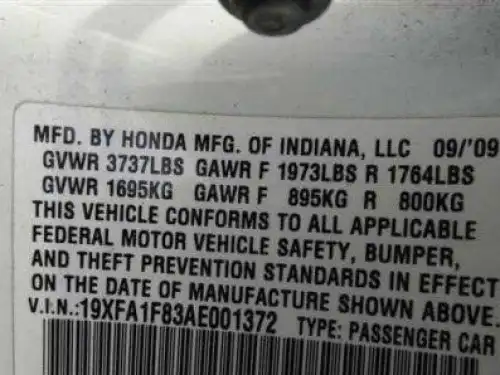 MFD. BY HONDA MFG. OF INDIANA, LLC 09/'09
GVWR 3737LBS GAWR F 1973LBS R 1764LBS
GVWR 1695KG GAWR F 895KG R 800KG
THIS VEHICLE CONFORMS TO ALL APPLICABLE
FEDERAL MOTOR VEHICLE SAFETY, BUMPER,
AND THEFT PREVENTION STANDARDS IN EFFECT
ON THE DATE OF MANUFACTURE SHOWN ABOVE.
V.I.N.:19XFA1F83AE001372 TYPE: PASSENGER CAR